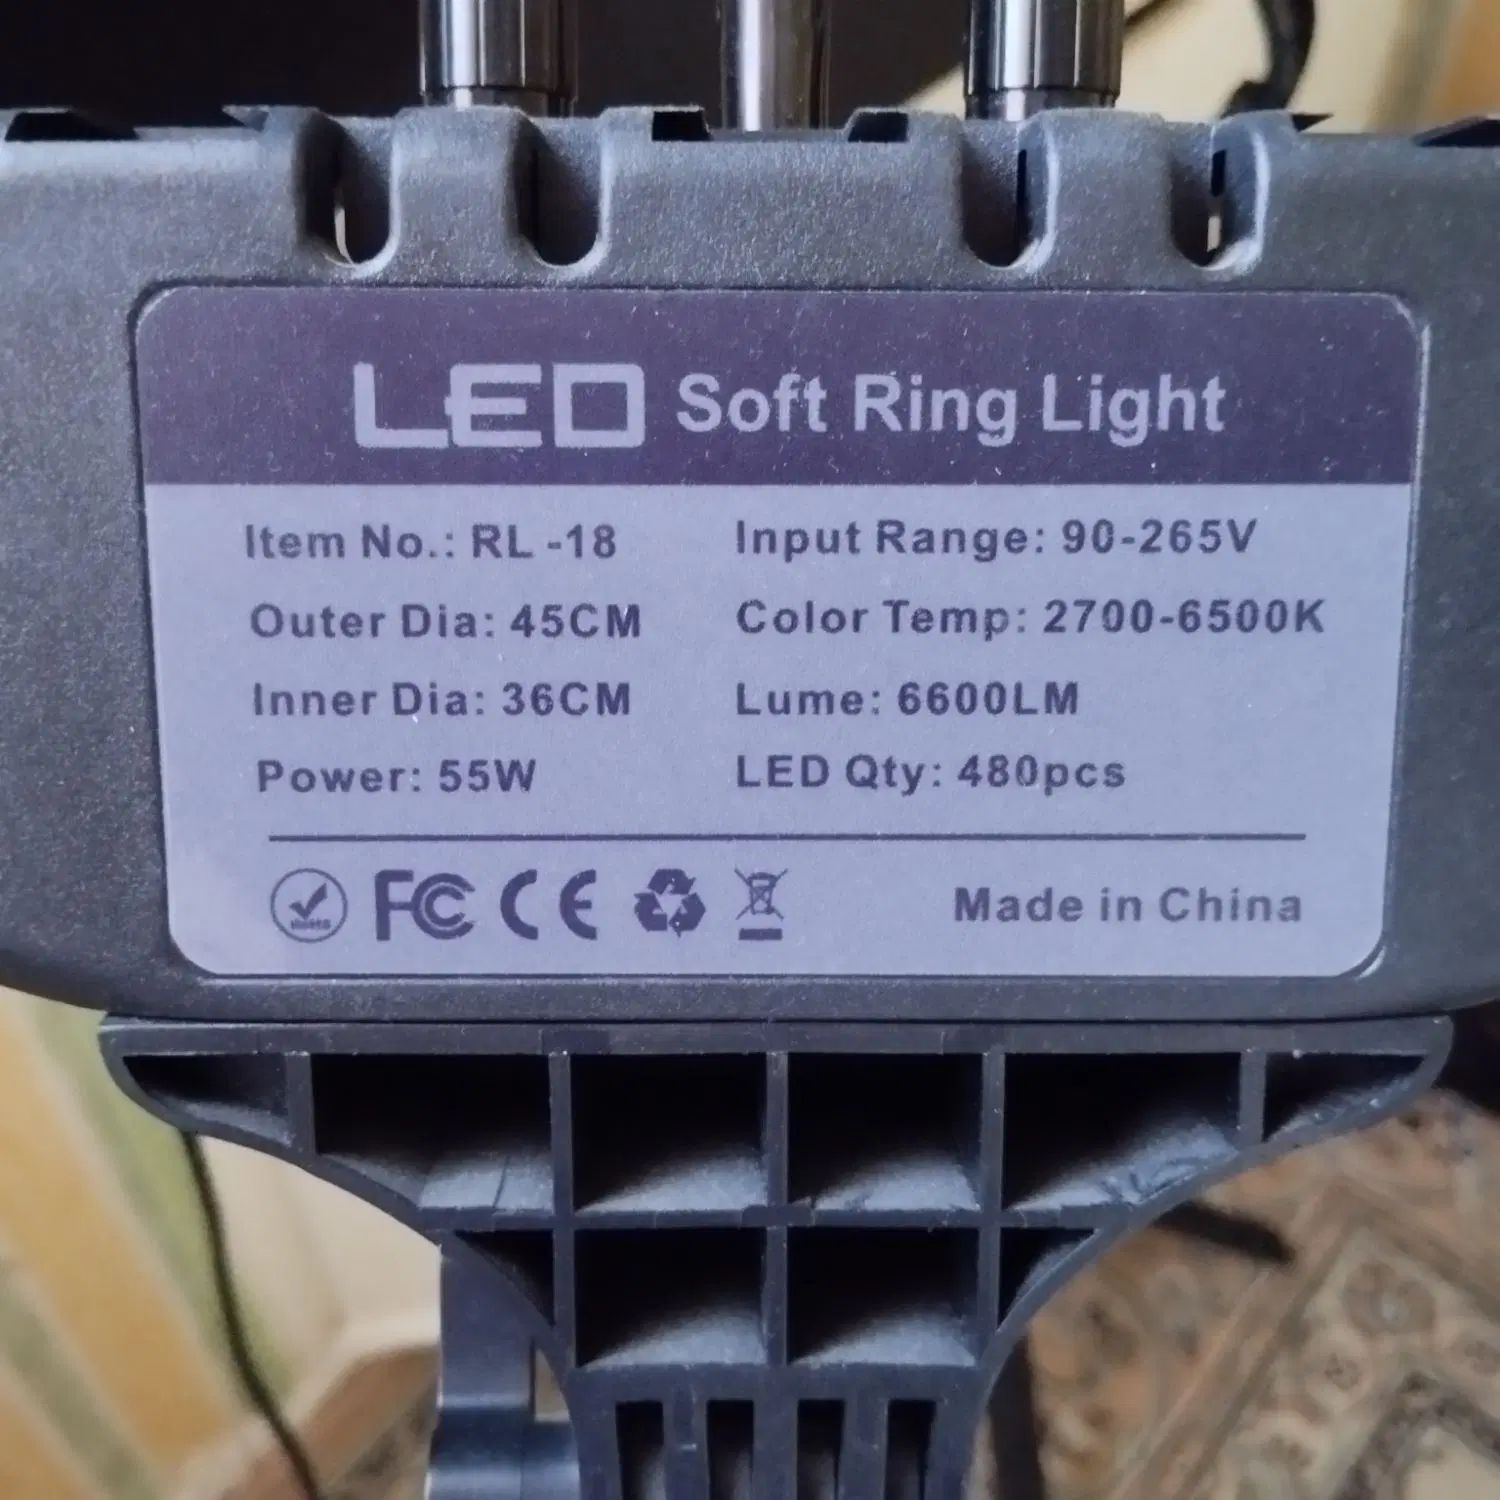 LED Soft Ring Light
Item No.: RL -18
Input Range: 90-265V
Outer Dia: 45CM
Color Temp: 2700-6500K
Inner Dia: 36CM
Lume: 6600LM
Power: 55W
LED Qty: 480pcs
RoHS FC CE Made in China